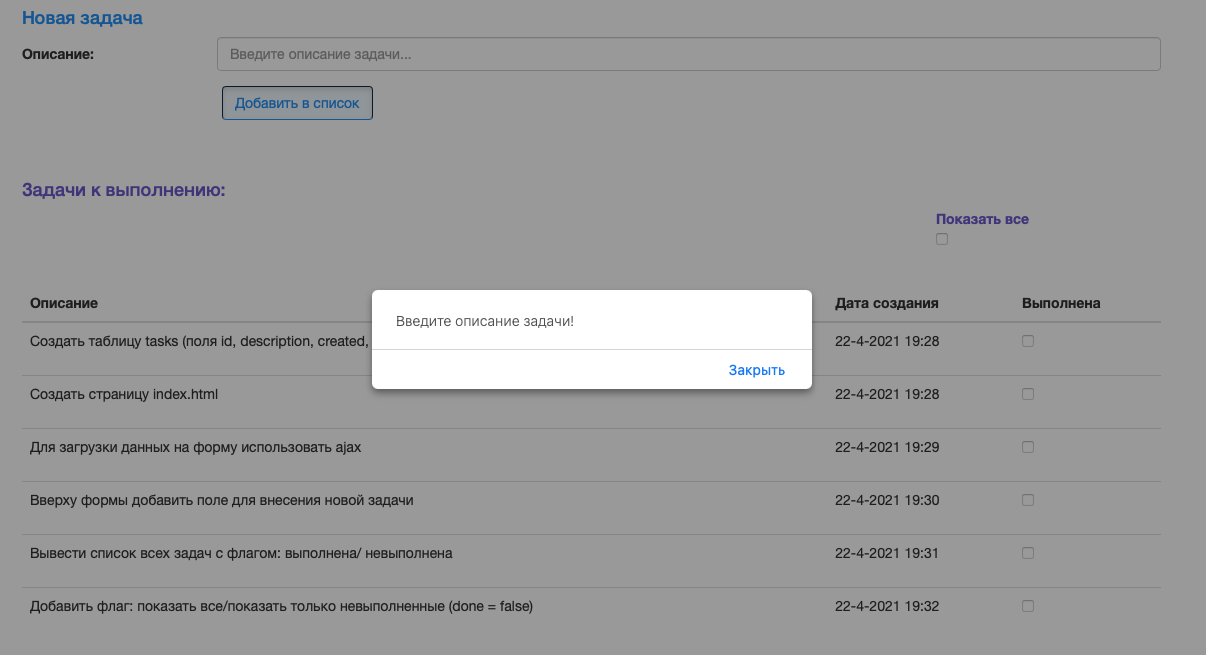 Новая задача
Описание:
Введите описание задачи...
Добавить в список
Задачи к выполнению:
Показать все
Описание Дата создания Выполнена
Введите описание задачи!
Закрыть
Создать таблицу tasks (поля id, description, created, 22-4-2021 19:28
Создать страницу index.html 22-4-2021 19:28
Для загрузки данных на форму использовать ajax 22-4-2021 19:29
Вверху формы добавить поле для внесения новой задачи 22-4-2021 19:30
Вывести список всех задач с флагом: выполнена/ невыполнена 22-4-2021 19:31
Добавить флаг: показать все/показать только невыполненные (done = false) 22-4-2021 19:32